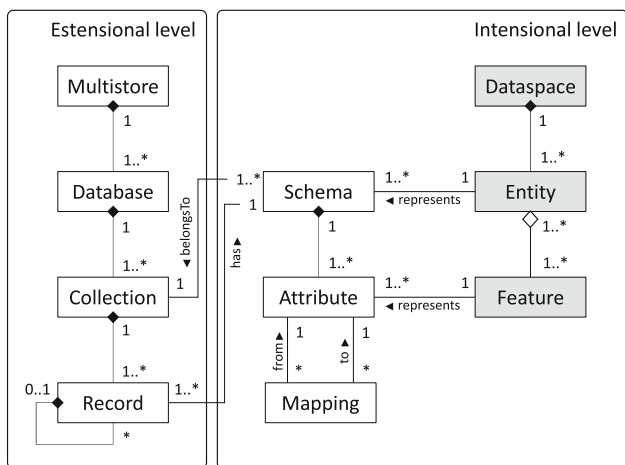 Estensional level
Intensional level
Multistore
Dataspace
1
1
1..*
1..*
Database
1..*
Schema
1..*
1
Entity
◄ represents
1
◄ belongsTo
1
has ►
1
1..*
1..*
1..*
1..*
Collection
1
Attribute
1..*
1
Feature
◄ represents
1
from ►
1
to ►
1
1..*
*
*
0..1
Record
1..*
Mapping
*